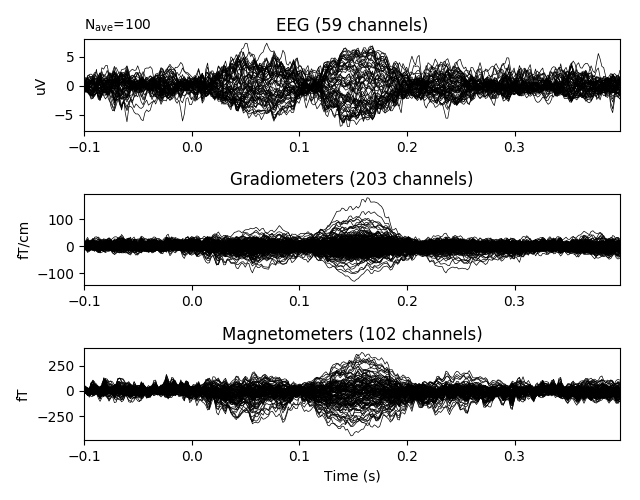 N_ave=100
EEG (59 channels)
5
0
−5
uV
−0.1 0.0 0.1 0.2 0.3
Gradiometers (203 channels)
100
0
−100
fT/cm
−0.1 0.0 0.1 0.2 0.3
Magnetometers (102 channels)
250
0
−250
fT
−0.1 0.0 0.1 0.2 0.3
Time (s)